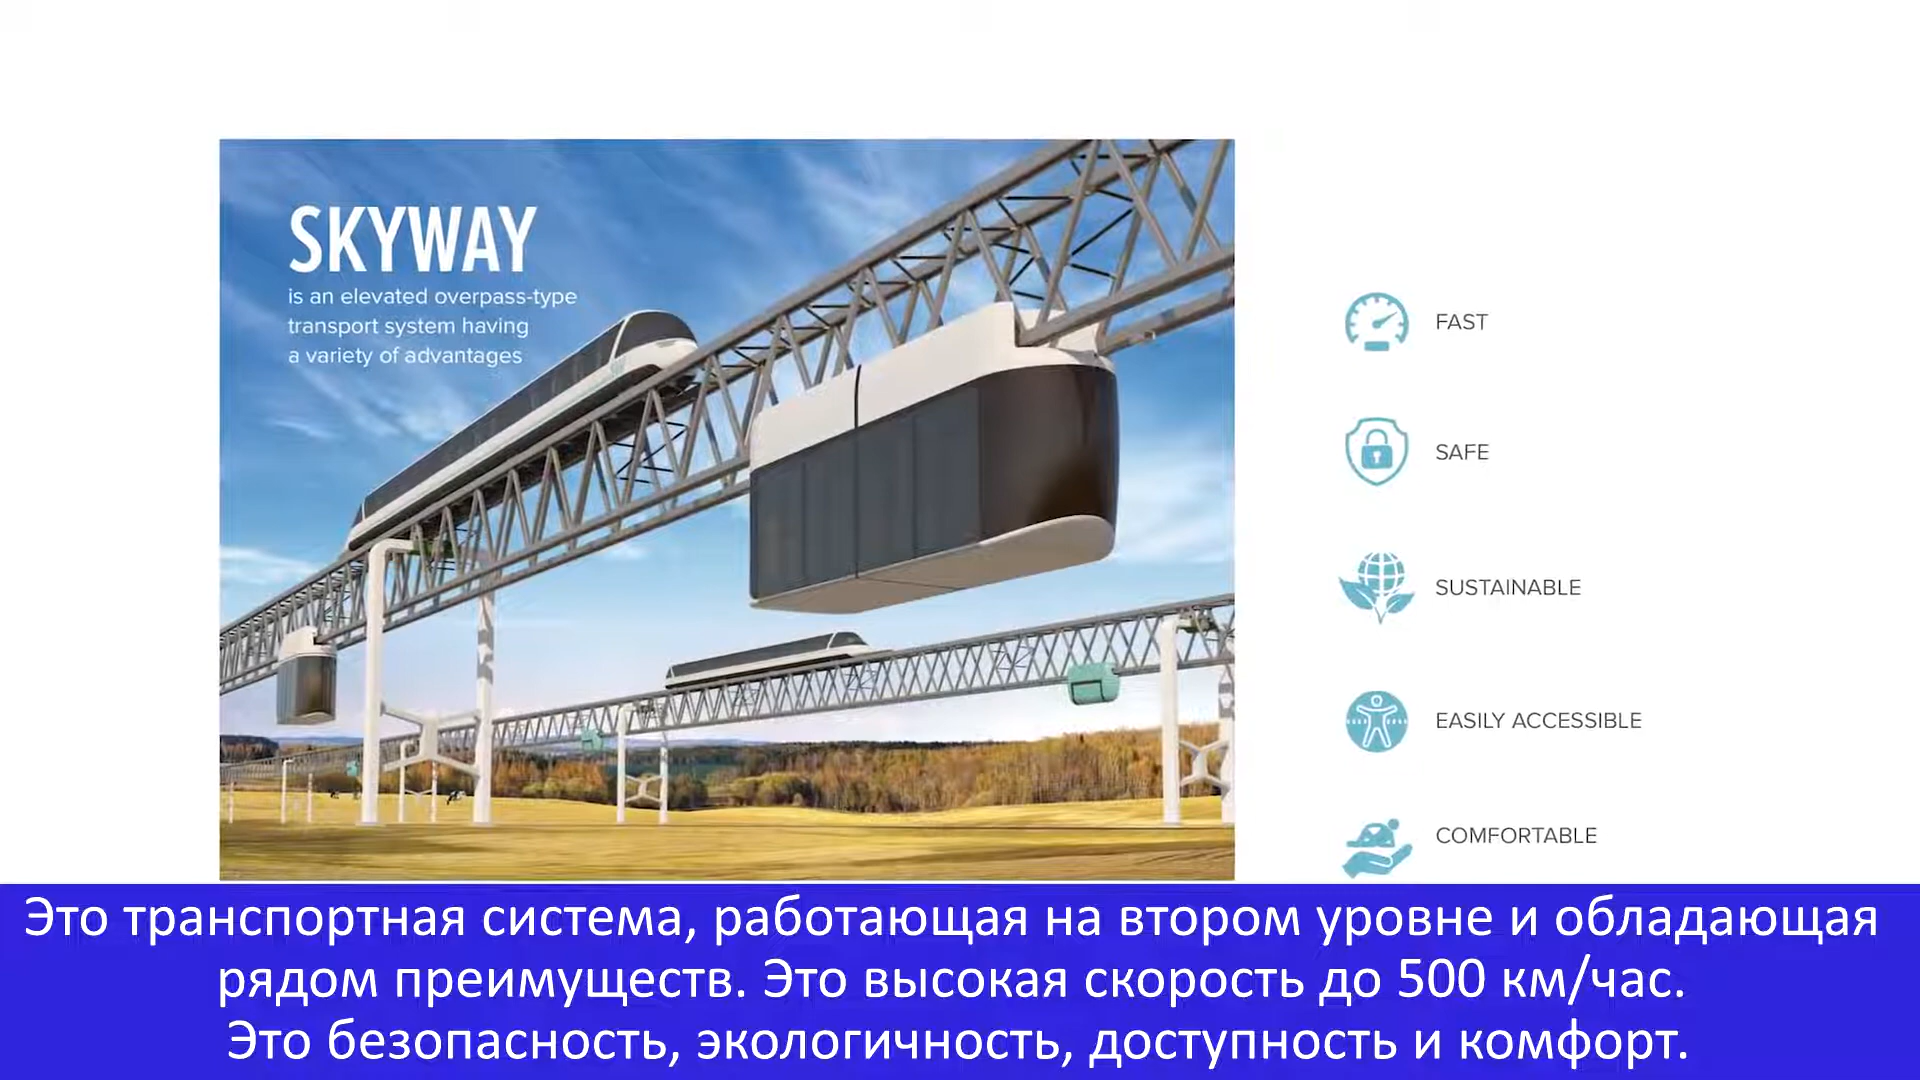 SKYWAY
is an elevated overpass-type
transport system having
a variety of advantages
FAST
SAFE
SUSTAINABLE
EASILY ACCESSIBLE
COMFORTABLE
Это транспортная система, работающая на втором уровне и обладающая
рядом преимуществ. Это высокая скорость до 500 км/час.
Это безопасность, экологичность, доступность и комфорт.